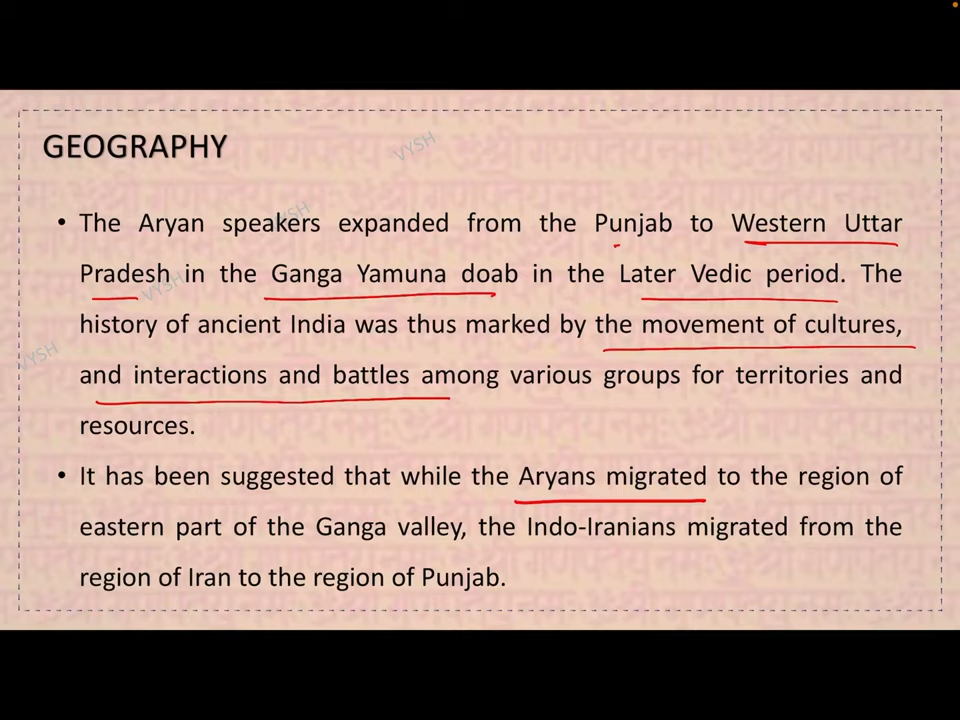 GEOGRAPHY
VYSH
• The Aryan speakers expanded from the Punjab to Western Uttar
Pradesh in the Ganga Yamuna doab in the Later Vedic period. The
VYSH
history of ancient India was thus marked by the movement of cultures,
VYSH
and interactions and battles among various groups for territories and
resources.
• It has been suggested that while the Aryans migrated to the region of
eastern part of the Ganga valley, the Indo-Iranians migrated from the
region of Iran to the region of Punjab.